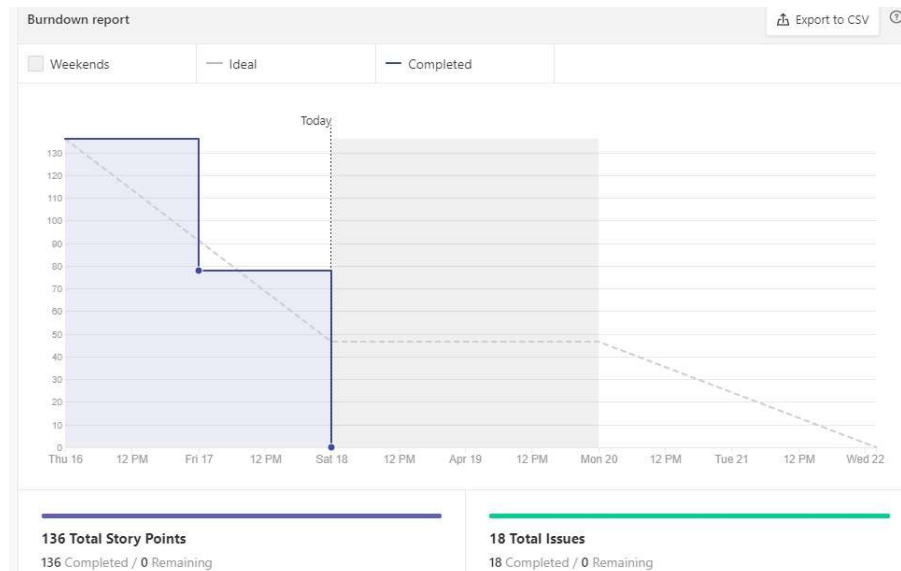 Burndown report
Export to CSV
Weekends
Ideal
Completed
Today
130
120
110
100
90
80
70
60
50
40
30
20
10
0
Thu 16 12 PM Fri 17 12 PM Sat 18 12 PM Apr 19 12 PM Mon 20 12 PM Tue 21 12 PM Wed 22
136 Total Story Points
136 Completed / 0 Remaining
18 Total Issues
18 Completed / 0 Remaining